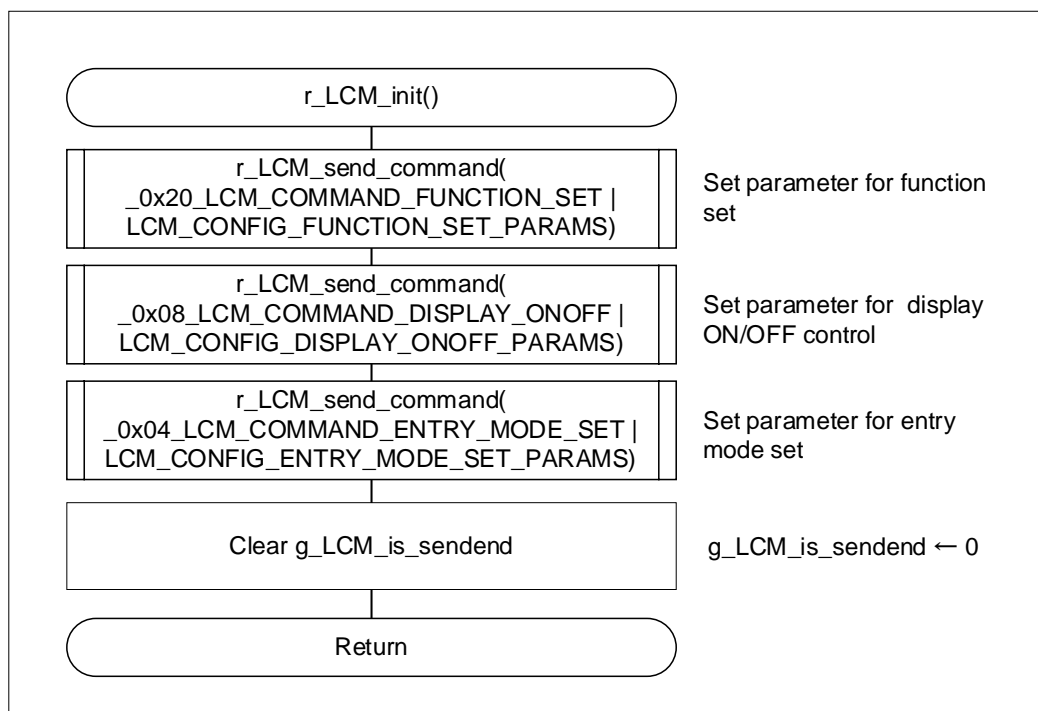 r_LCM_init()
r_LCM_send_command(
_0x20_LCM_COMMAND_FUNCTION_SET |
LCM_CONFIG_FUNCTION_SET_PARAMS)
Set parameter for function
set
r_LCM_send_command(
_0x08_LCM_COMMAND_DISPLAY_ONOFF |
LCM_CONFIG_DISPLAY_ONOFF_PARAMS)
Set parameter for display
ON/OFF control
r_LCM_send_command(
_0x04_LCM_COMMAND_ENTRY_MODE_SET |
LCM_CONFIG_ENTRY_MODE_SET_PARAMS)
Set parameter for entry
mode set
Clear g_LCM_is_sendend
g_LCM_is_sendend ← 0
Return